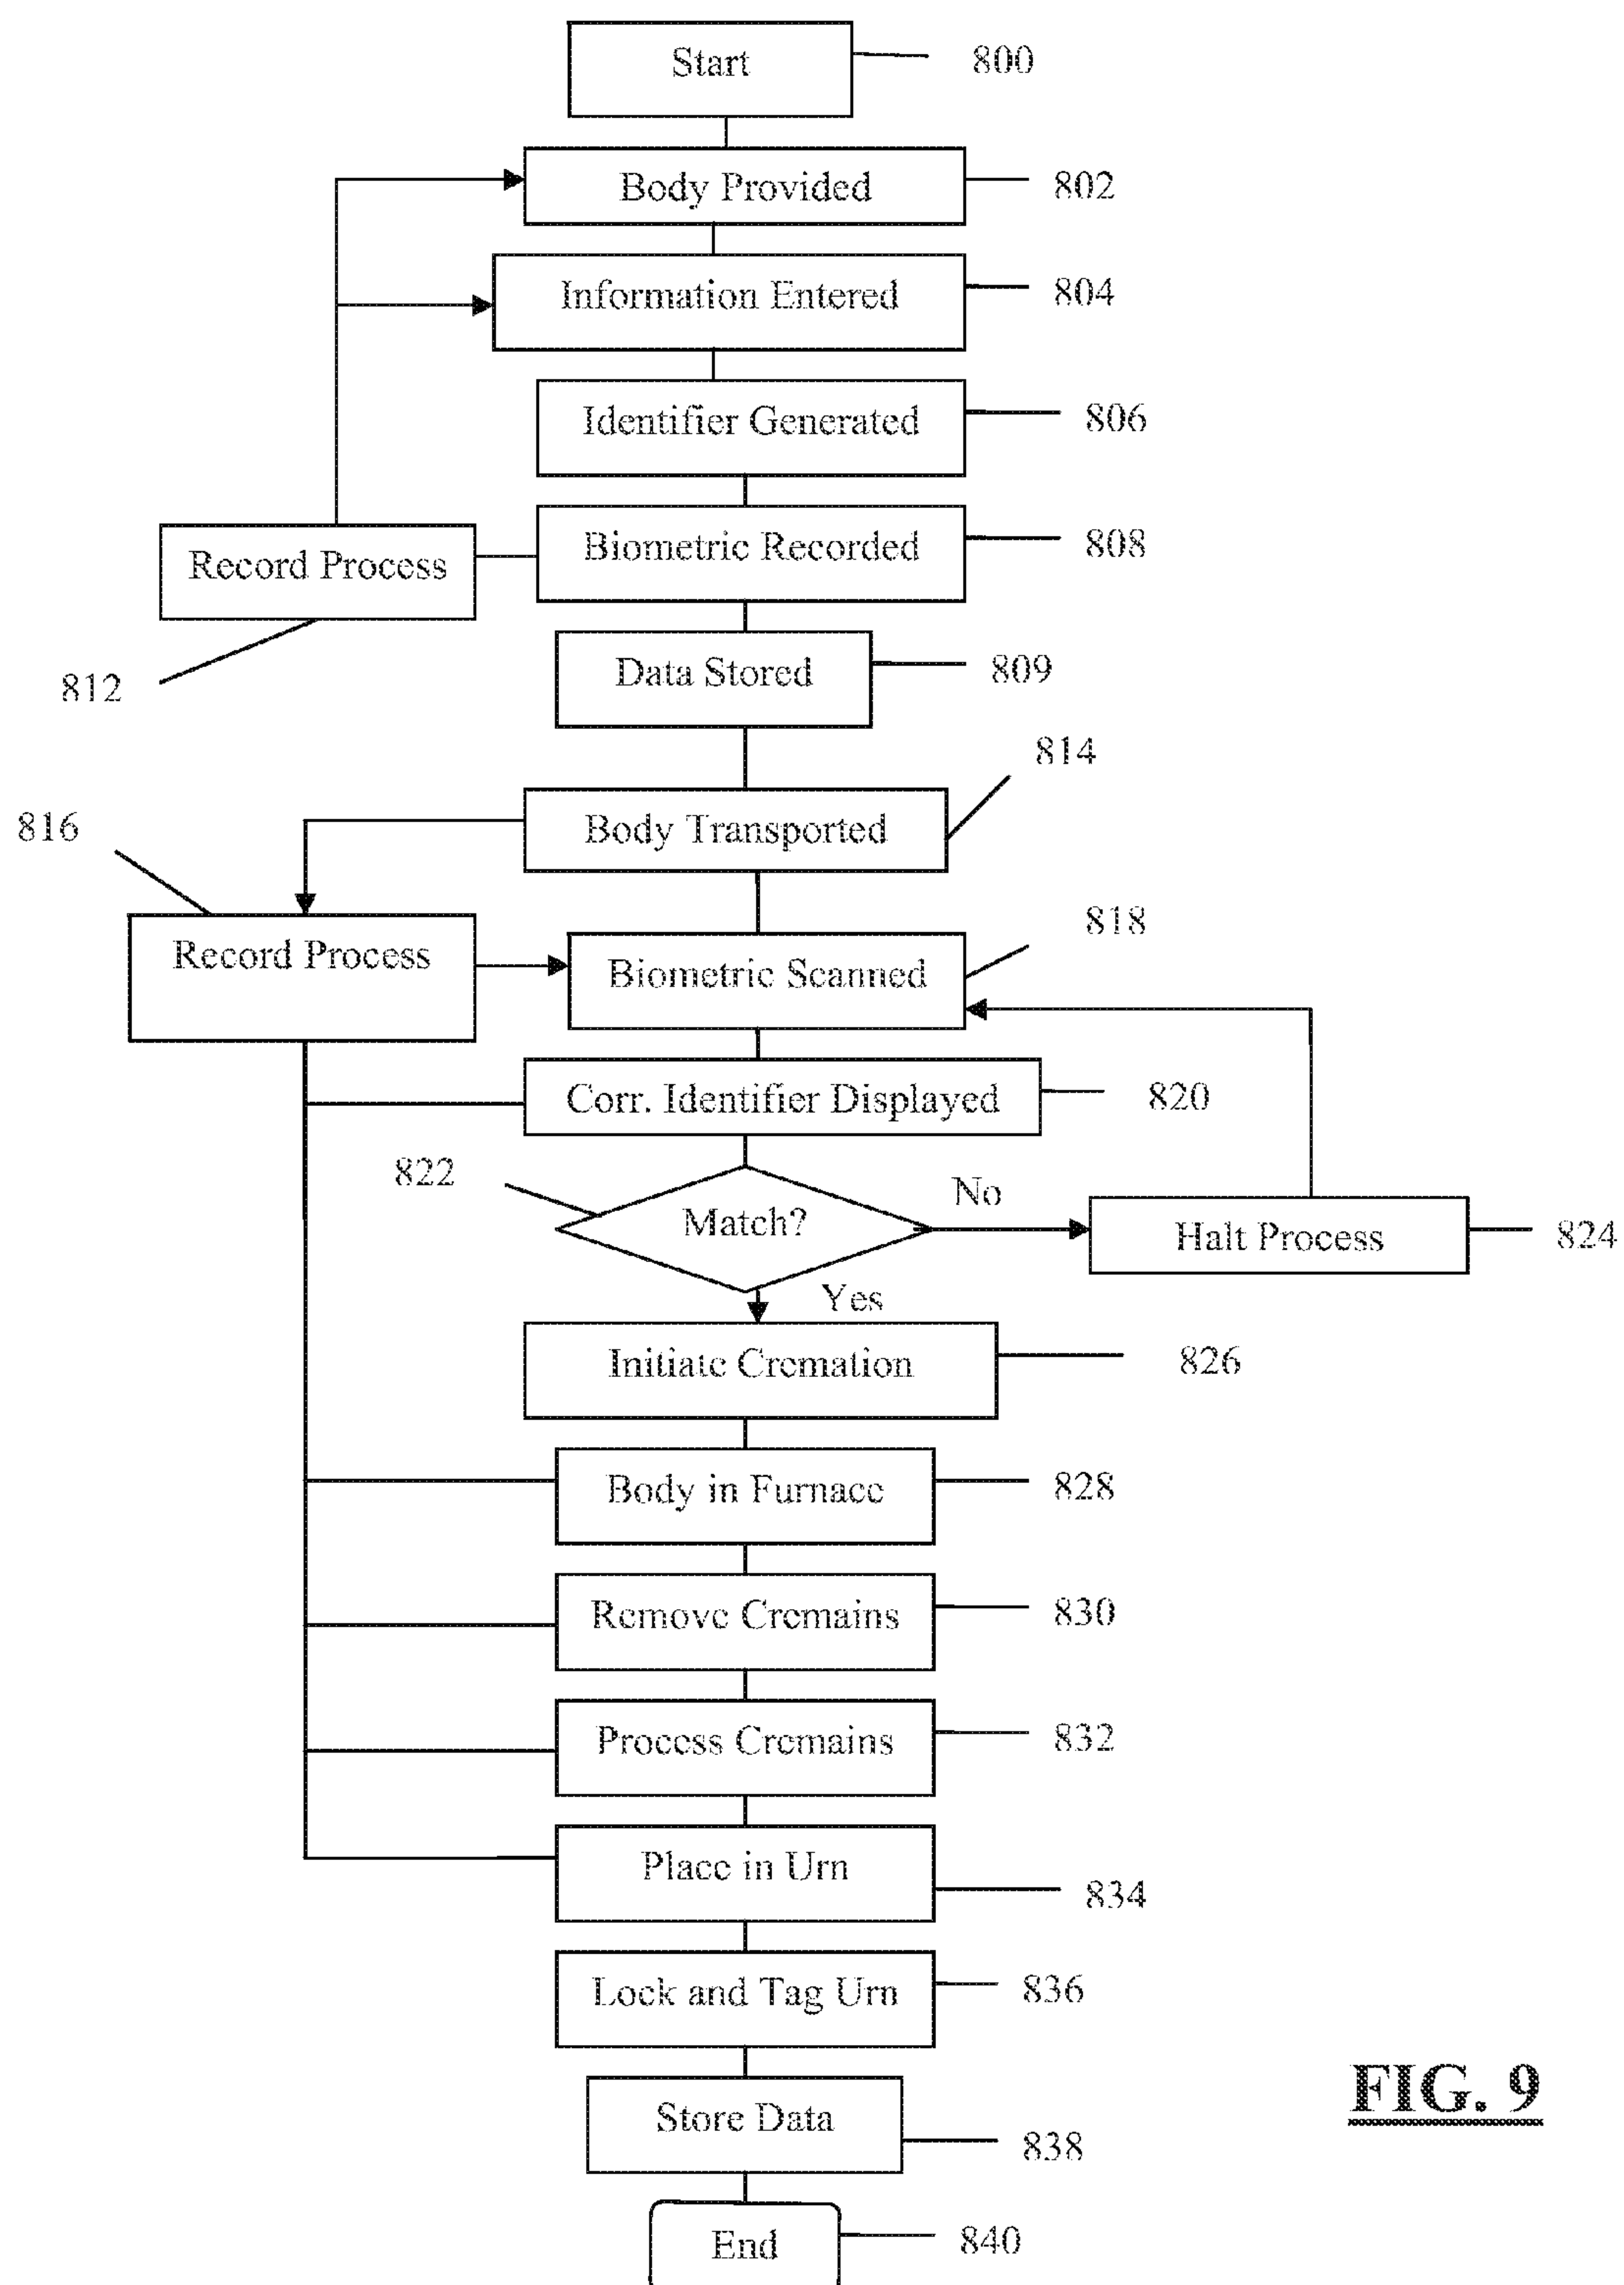 Start
800
Body Provided
802
Information Entered
804
Identifier Generated
806
Biometric Recorded
808
Record Process
812
Data Stored
809
814
Body Transported
816
818
Record Process
Biometric Scanned
Corr. Identifier Displayed
820
822
Match?
No
Halt Process
824
Yes
Initiate Cremation
826
Body in Furnace
828
Remove Cremains
830
Process Cremains
832
Place in Urn
834
Lock and Tag Urn
836
Store Data
838
End
840
FIG. 9